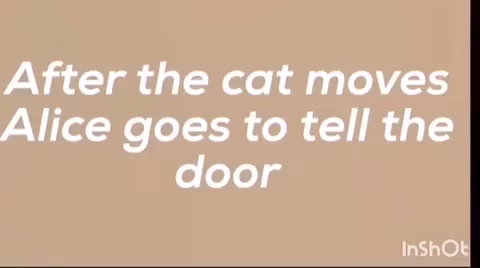 After the cat moves
Alice goes to tell the
door
InShOt